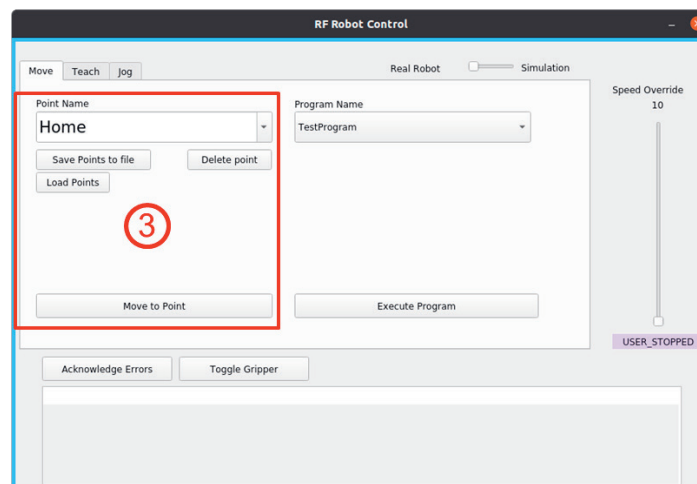 RF Robot Control
Move Teach Jog
Real Robot Simulation
Speed Override
10
Point Name
Home
Save Points to file Delete point
Load Points
3
Move to Point
Program Name
TestProgram
Execute Program
USER_STOPPED
Acknowledge Errors Toggle Gripper